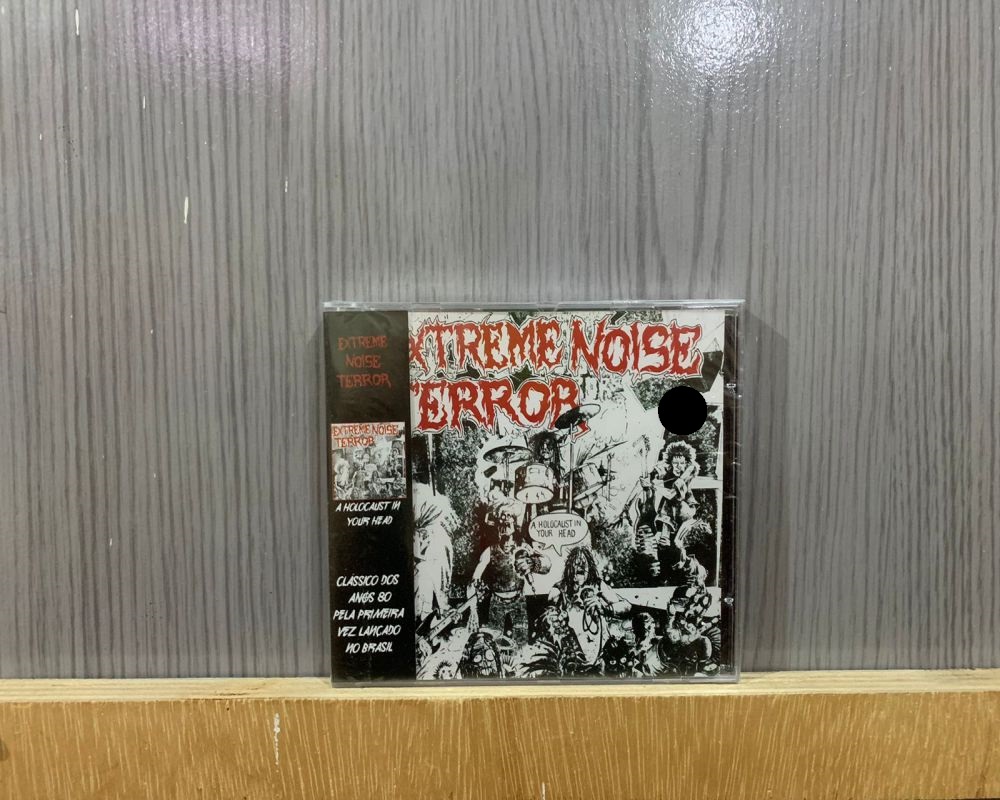 EXTREME
NOISE
TERROR
EXTREME NOISE
TERROR
A HOLOCAUST IN
YOUR HEAD
CLÁSSICO DOS
ANOS 80
PELA PRIMEIRA
VEZ LANÇADO
NO BRASIL
XTREME NOISE
TERROR
A HOLOCAUST IN
YOUR HEAD